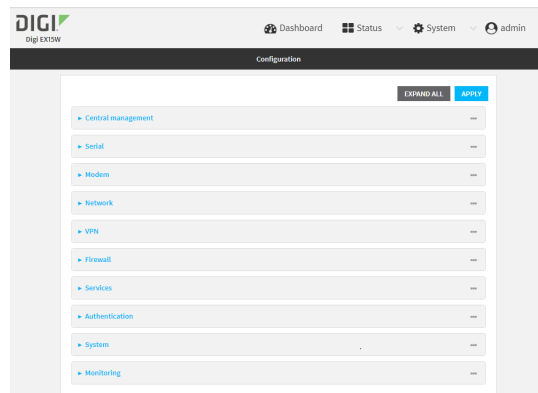 DIGI
Digi EX15W
Dashboard Status System admin
Configuration
EXPAND ALL APPLY
Central management
Serial
Modem
Network
VPN
Firewall
Services
Authentication
System
Monitoring